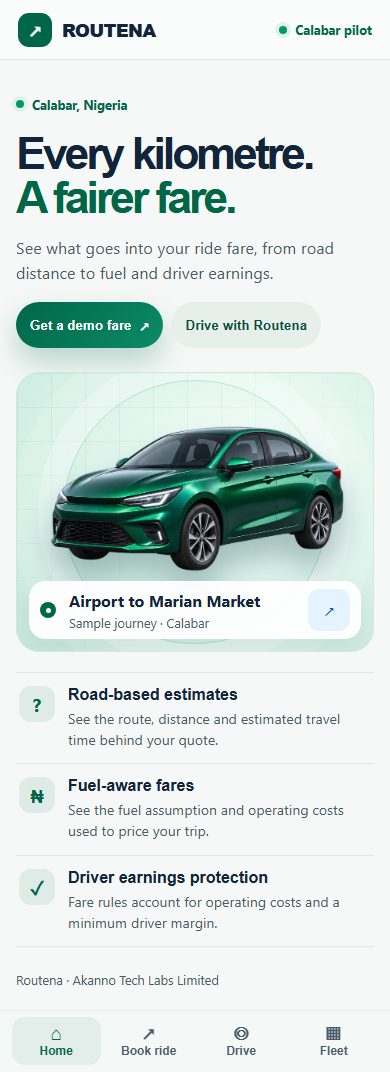 ↗ ROUTENA
Calabar pilot
Calabar, Nigeria
Every kilometre.
A fairer fare.
See what goes into your ride fare, from road
distance to fuel and driver earnings.
Get a demo fare ↗
Drive with Routena
Airport to Marian Market
Sample journey · Calabar
↗
?
Road-based estimates
See the route, distance and estimated travel
time behind your quote.
₦
Fuel-aware fares
See the fuel assumption and operating costs
used to price your trip.
✓
Driver earnings protection
Fare rules account for operating costs and a
minimum driver margin.
Routena · Akanno Tech Labs Limited
Home
Book ride
Drive
Fleet